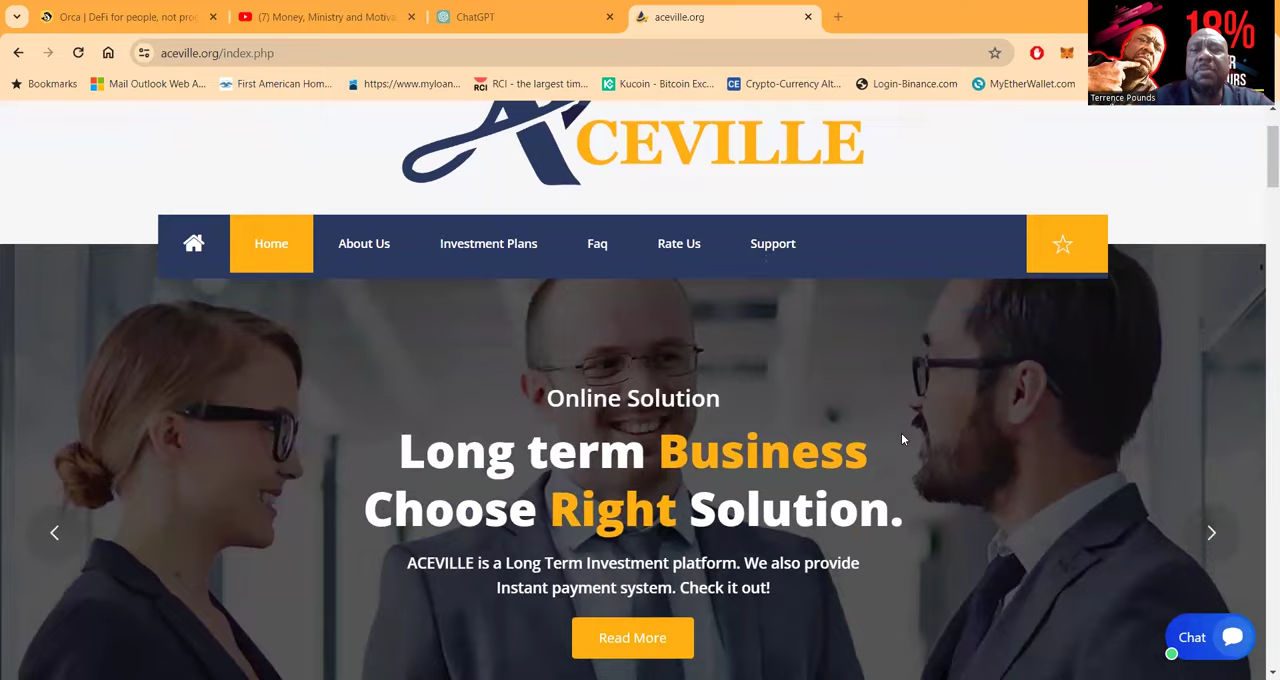 Orca | DeFi for people, not pro
(7) Money, Ministry and Motiva
ChatGPT
aceville.org
aceville.org/index.php
Bookmarks
Mail Outlook Web A...
First American Hom...
https://www.myloan...
RCI - the largest tim...
Kucoin - Bitcoin Exc...
Crypto-Currency Alt...
Login-Binance.com
MyEtherWallet.com
18%
Terrence Pounds
ACEVILLE
Home
About Us
Investment Plans
Faq
Rate Us
Support
Online Solution
Long term Business
Choose Right Solution.
ACEVILLE is a Long Term Investment platform. We also provide
Instant payment system. Check it out!
Read More
Chat